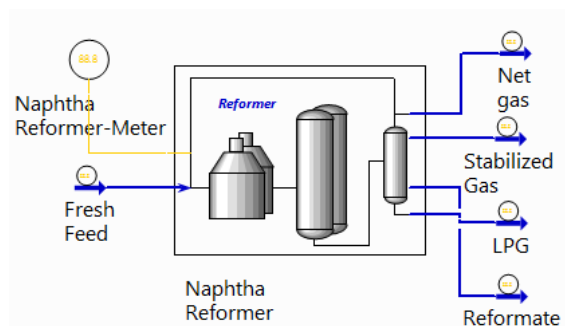 88.8
Reformer
Net
gas
Naphtha
Reformer-Meter
Stabilized
Gas
Fresh
Feed
LPG
Naphtha
Reformer
Reformate